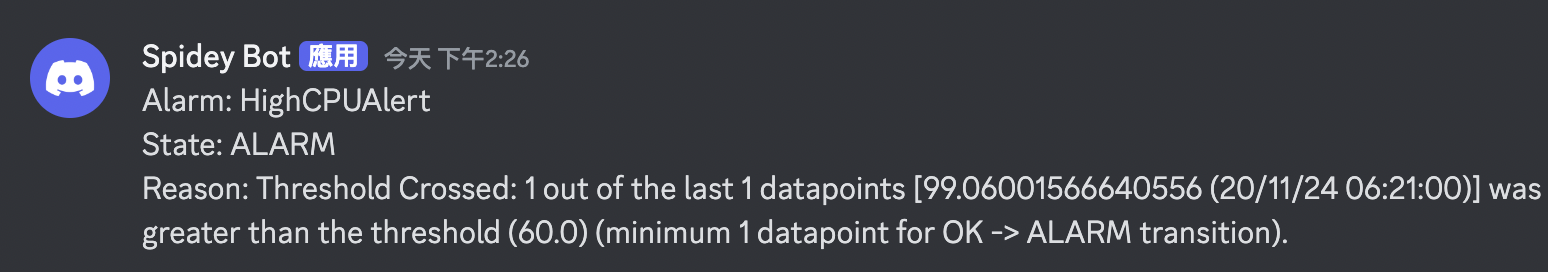 Spidey Bot 應用 今天 下午2:26
Alarm: HighCPUAlert
State: ALARM
Reason: Threshold Crossed: 1 out of the last 1 datapoints [99.06001566640556 (20/11/24 06:21:00)] was
greater than the threshold (60.0) (minimum 1 datapoint for OK -> ALARM transition).